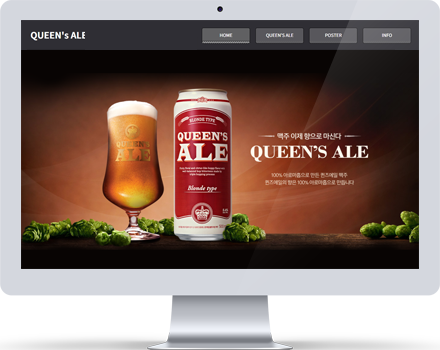 QUEEN's ALE
HOME
QUEEN'S ALE
POSTER
INFO
QUEEN'S
ALE
BLONDE TYPE
QUEEN'S
ALE
Blonde type
맥주 이제 향으로 마신다
QUEEN'S ALE
100% 아로마홉으로 만든 퀸즈에일 맥주
퀸즈에일의 향은 100% 아로마홉으로 만듭니다